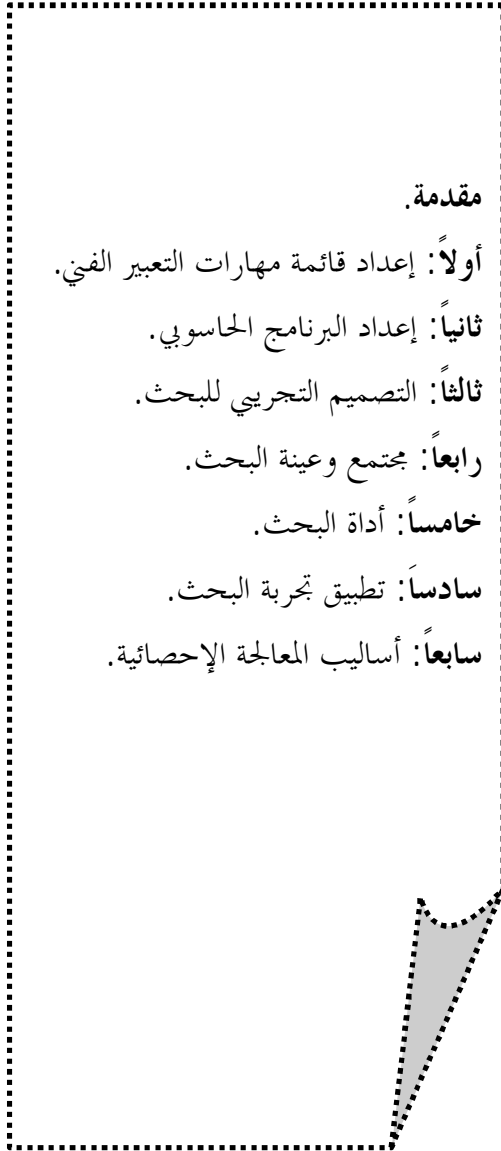 مقدمة.
أولاً: إعداد قائمة مهارات التعبير الفني.
ثانياً: إعداد البرنامج الحاسوبي.
ثالثاً: التصميم التجريبي للبحث.
رابعاً: مجتمع وعينة البحث.
خامساً: أداة البحث.
سادساَ: تطبيق تجربة البحث.
سابعاً: أساليب المعالجة الإحصائية.